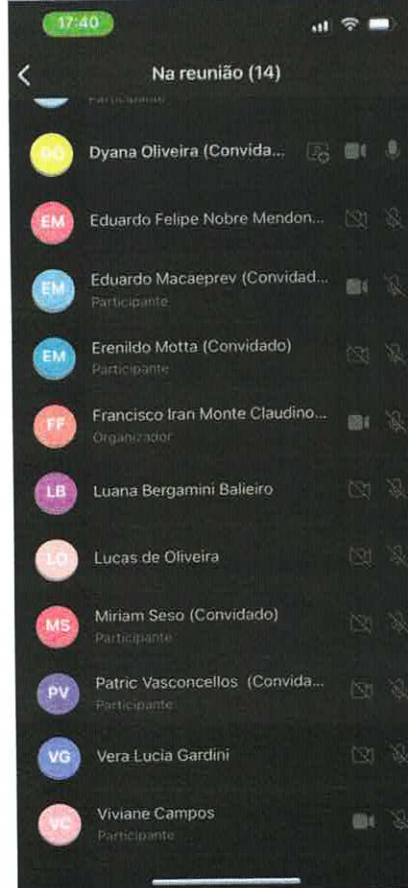 17:40
Na reunião (14)
Participante
DO
Dyana Oliveira (Convida...
EM
Eduardo Felipe Nobre Mendon...
EM
Eduardo Macaeprev (Convidad...
Participante
EM
Erenildo Motta (Convidado)
Participante
FF
Francisco Iran Monte Claudino...
Organizador
LB
Luana Bergamini Balieiro
LO
Lucas de Oliveira
MS
Miriam Seso (Convidado)
Participante
PV
Patric Vasconcellos (Convida...
Participante
VG
Vera Lucia Gardini
VC
Viviane Campos
Participante